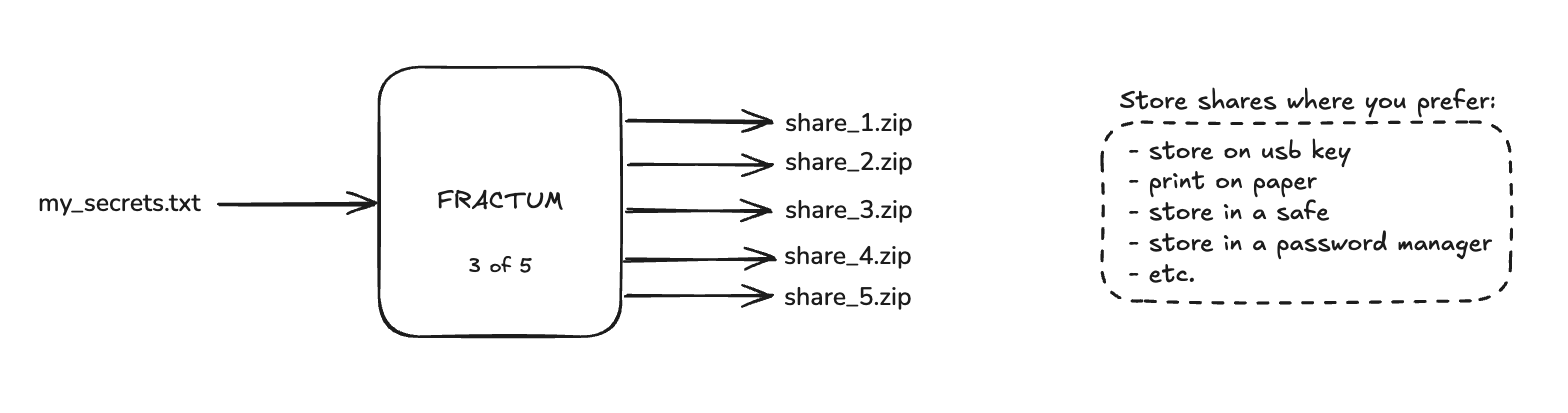 my_secrets.txt
FRACTUM
3 of 5
share_1.zip
share_2.zip
share_3.zip
share_4.zip
share_5.zip
Store shares where you prefer:
- store on usb key
- print on paper
- store in a safe
- store in a password manager
- etc.